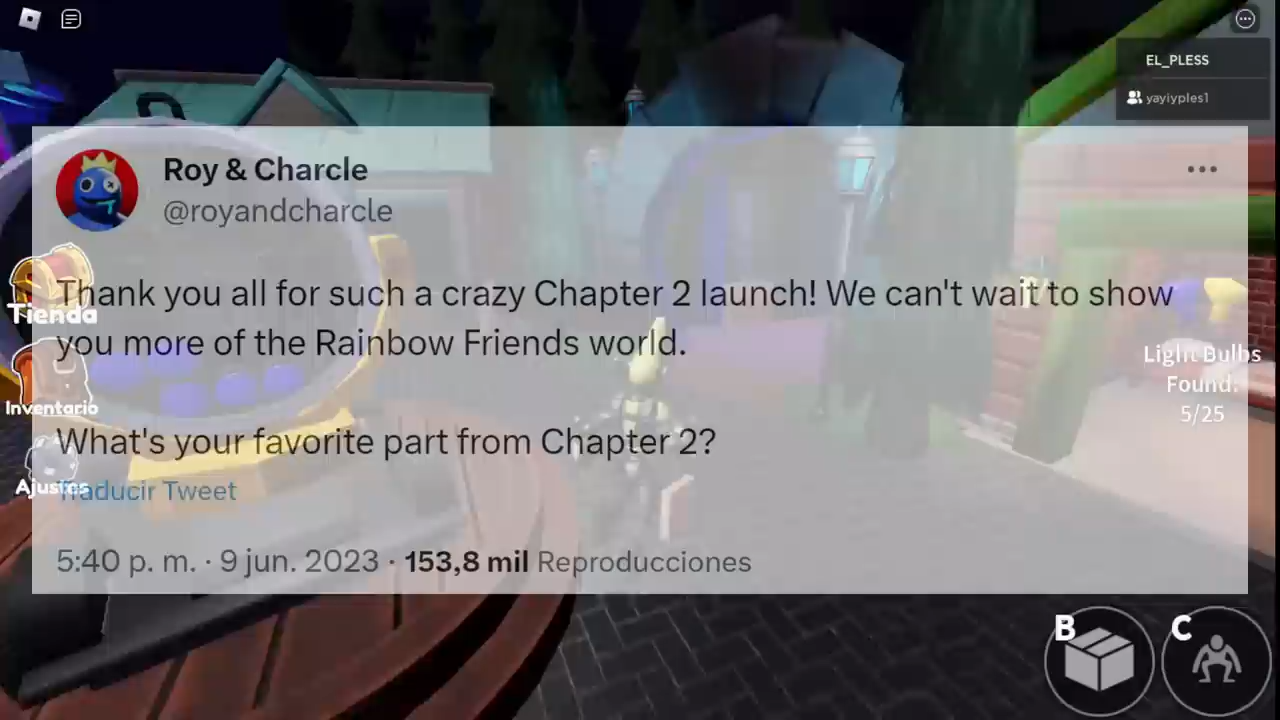 EL_PLESS
yayiyples1
Roy & Charcle
@royandcharcle
Thank you all for such a crazy Chapter 2 launch! We can't wait to show
you more of the Rainbow Friends world.
What's your favorite part from Chapter 2?
Traducir Tweet
5:40 p. m. · 9 jun. 2023 · 153,8 mil Reproducciones
Tienda
Inventario
Ajustes
Light Bulbs
Found:
5/25
B
C